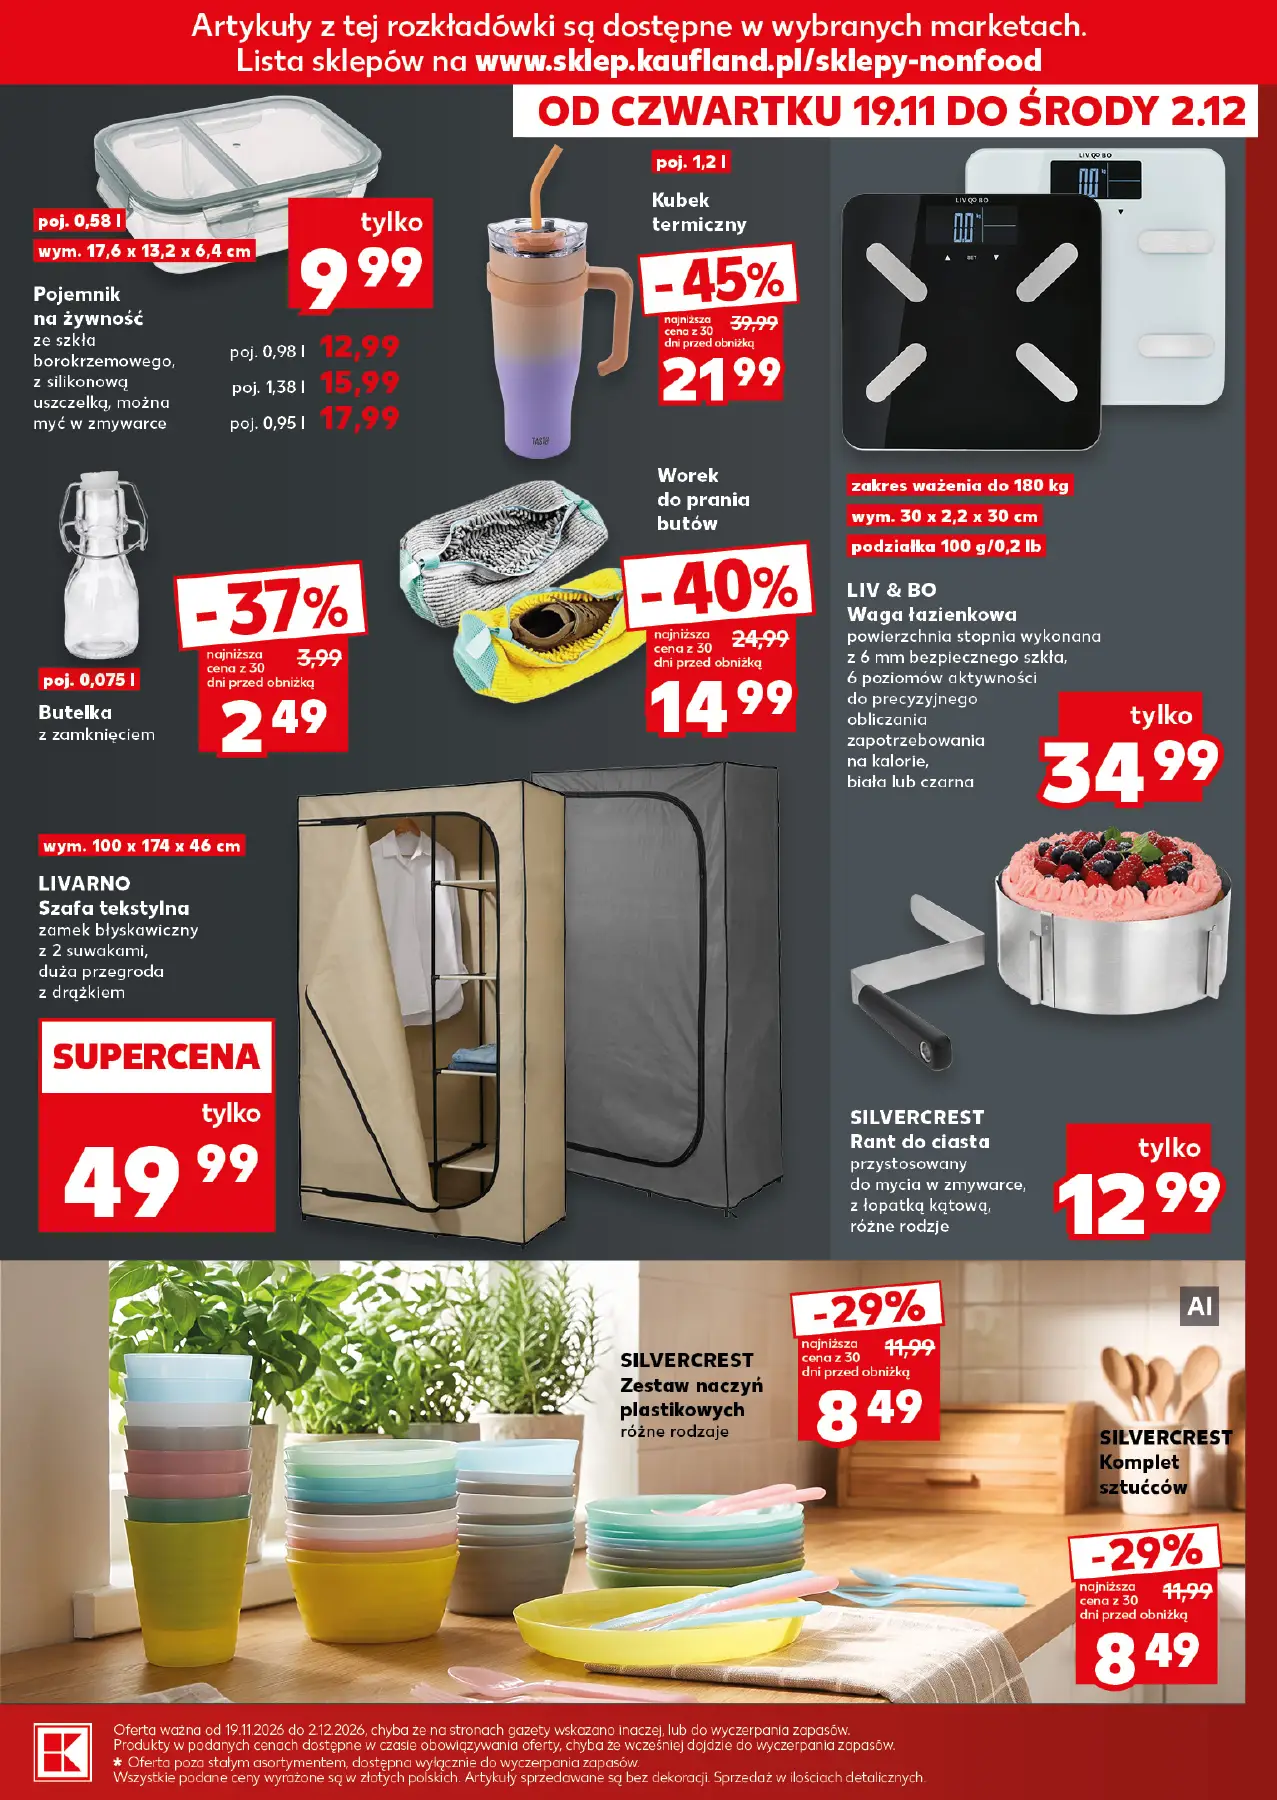 Artykuły z tej rozkładówki są dostępne w wybranych marketach.
Lista sklepów na www.sklep.kaufland.pl/sklepy-nonfood
OD CZWARTKU 19.11 DO ŚRODY 2.12
poj. 0,58 l
wym. 17,6 x 13,2 x 6,4 cm
tylko
9 99
Pojemnik
na żywność
ze szkła
borokrzemowego,
z silikonową
uszczelką, można
myć w zmywarce
poj. 0,98 l 12,99
poj. 1,38 l 15,99
poj. 0,95 l 17,99
poj. 1,2 l
Kubek
termiczny
-45%
najniższa
cena z 30
dni przed obniżką
39,99
21 99
LIV & BO
0.0
LIV & BO
0.0
SET
zakres ważenia do 180 kg
wym. 30 x 2,2 x 30 cm
podziałka 100 g/0,2 lb
LIV & BO
Waga łazienkowa
powierzchnia stopnia wykonana
z 6 mm bezpiecznego szkła,
6 poziomów aktywności
do precyzyjnego
obliczania
zapotrzebowania
na kalorie,
biała lub czarna
tylko
34 99
poj. 0,075 l
Butelka
z zamknięciem
-37%
najniższa
cena z 30
dni przed obniżką
3,99
2 49
Worek
do prania
butów
-40%
najniższa
cena z 30
dni przed obniżką
24,99
14 99
wym. 100 x 174 x 46 cm
LIVARNO
Szafa tekstylna
zamek błyskawiczny
z 2 suwakami,
duża przegroda
z drążkiem
SUPERCENA
tylko
49 99
SILVERCREST
Rant do ciasta
przystosowany
do mycia w zmywarce,
z łopatką kątową,
różne rodzje
tylko
12 99
SILVERCREST
Zestaw naczyń
plastikowych
różne rodzaje
-29%
najniższa
cena z 30
dni przed obniżką
11,99
8 49
AI
SILVERCREST
Komplet
sztućców
-29%
najniższa
cena z 30
dni przed obniżką
11,99
8 49
Oferta ważna od 19.11.2026 do 2.12.2026, chyba że na stronach gazety wskazano inaczej, lub do wyczerpania zapasów.
Produkty w podanych cenach dostępne w czasie obowiązywania oferty, chyba że wcześniej dojdzie do wyczerpania zapasów.
* Oferta poza stałym asortymentem, dostępna wyłącznie do wyczerpania zapasów.
Wszystkie podane ceny wyrażone są w złotych polskich. Artykuły sprzedawane są bez dekoracji. Sprzedaż w ilościach detalicznych.